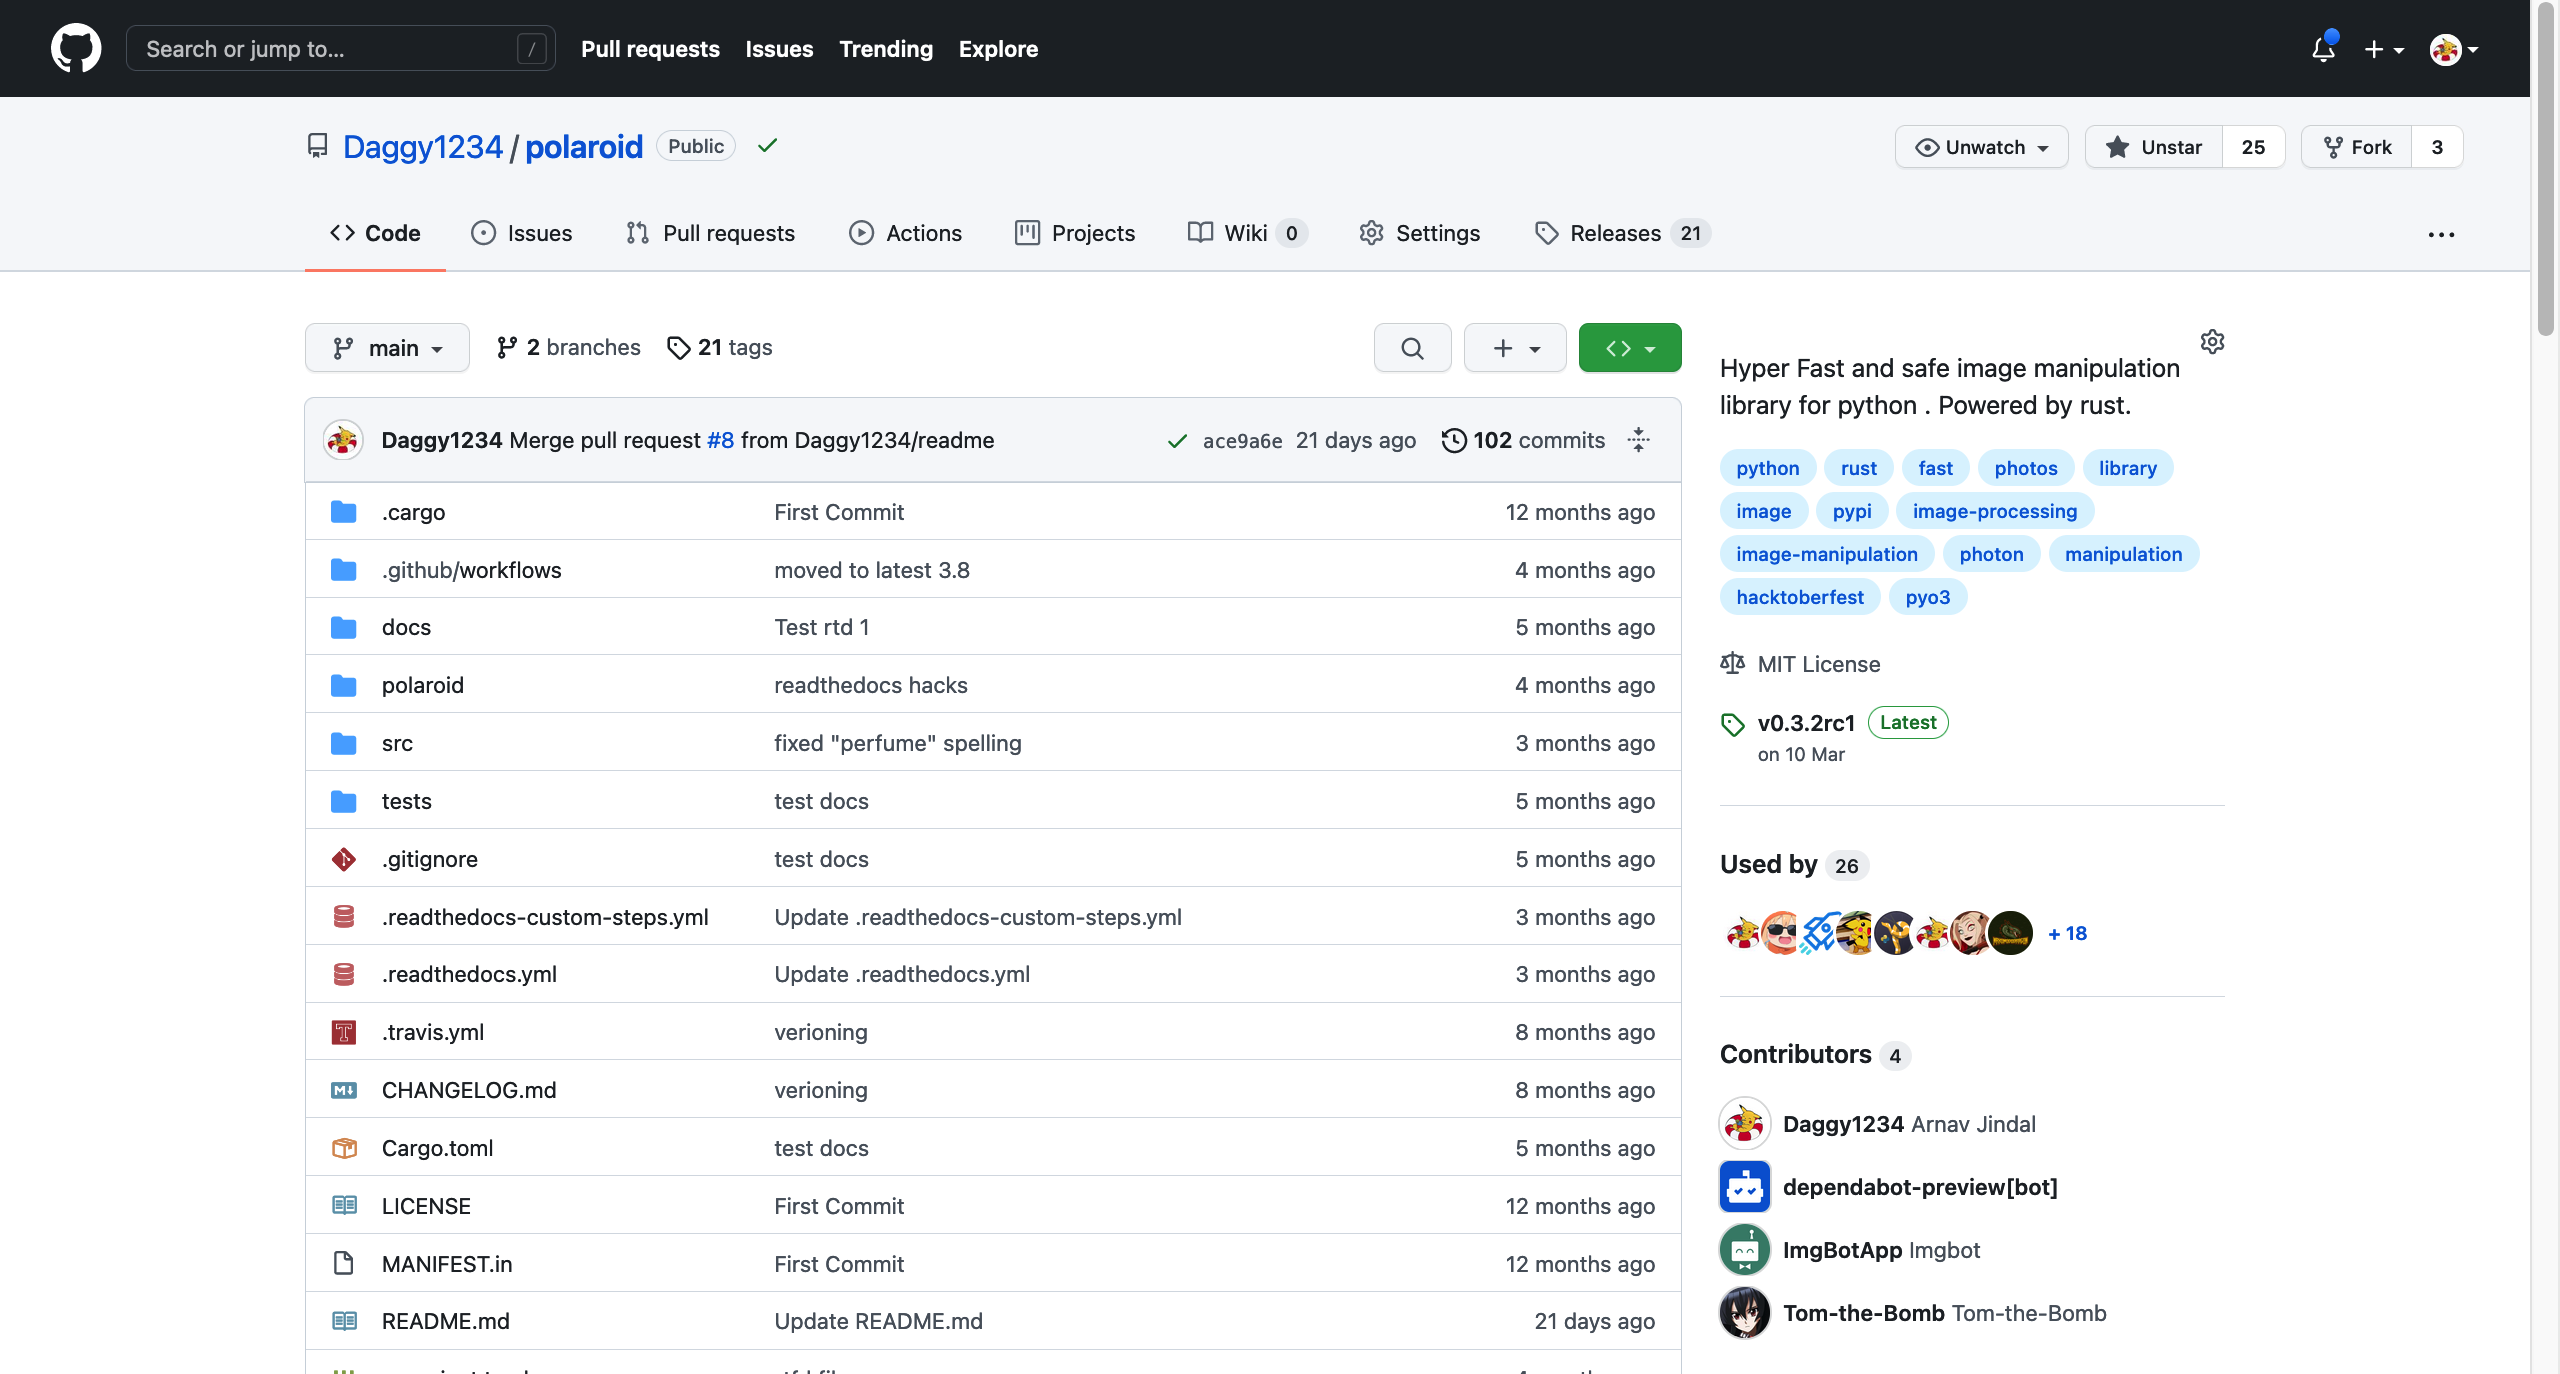 Search or jump to... /
Pull requests Issues Trending Explore
Daggy1234 / polaroid Public
Unwatch Unstar 25 Fork 3
Code Issues Pull requests Actions Projects Wiki 0 Settings Releases 21
main 2 branches 21 tags
Daggy1234 Merge pull request #8 from Daggy1234/readme ace9a6e 21 days ago 102 commits
.cargo First Commit 12 months ago
.github/workflows moved to latest 3.8 4 months ago
docs Test rtd 1 5 months ago
polaroid readthedocs hacks 4 months ago
src fixed "perfume" spelling 3 months ago
tests test docs 5 months ago
.gitignore test docs 5 months ago
.readthedocs-custom-steps.yml Update .readthedocs-custom-steps.yml 3 months ago
.readthedocs.yml Update .readthedocs.yml 3 months ago
.travis.yml verioning 8 months ago
CHANGELOG.md verioning 8 months ago
Cargo.toml test docs 5 months ago
LICENSE First Commit 12 months ago
MANIFEST.in First Commit 12 months ago
README.md Update README.md 21 days ago
Hyper Fast and safe image manipulation
library for python . Powered by rust.
python rust fast photos library
image pypi image-processing
image-manipulation photon manipulation
hacktoberfest pyo3
MIT License
v0.3.2rc1 Latest
on 10 Mar
Used by 26
+ 18
Contributors 4
Daggy1234 Arnav Jindal
dependabot-preview[bot]
ImgBotApp Imgbot
Tom-the-Bomb Tom-the-Bomb